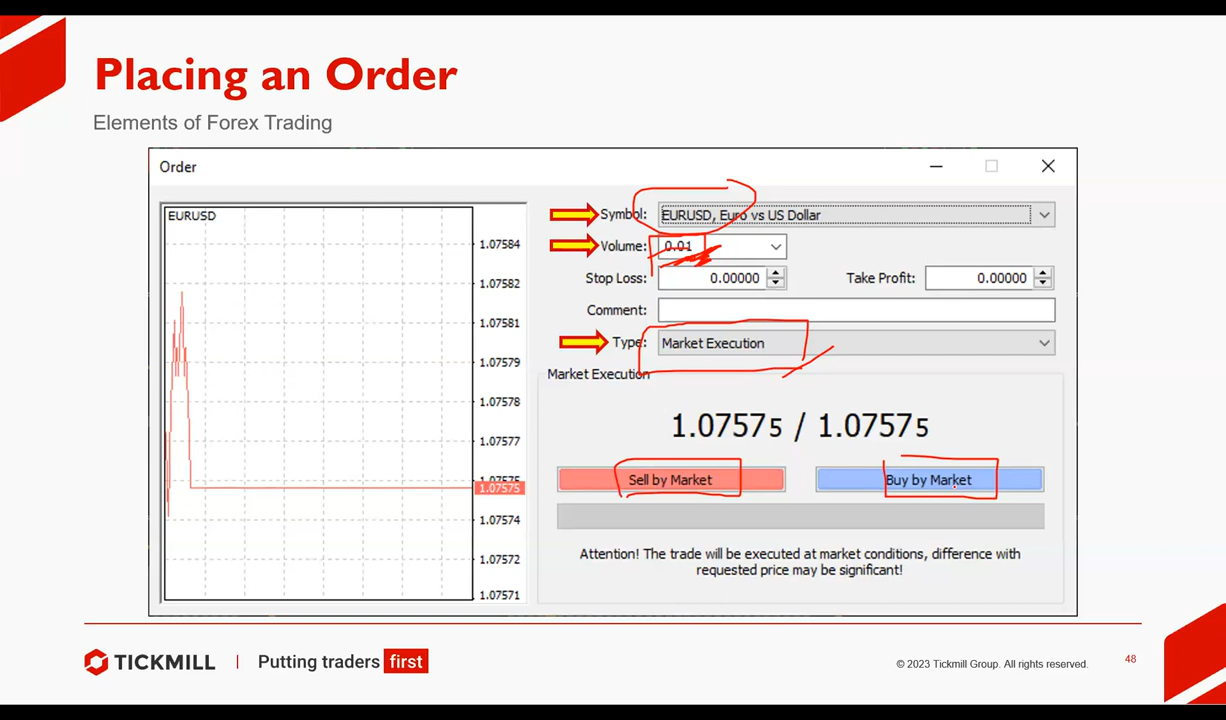 Placing an Order
Elements of Forex Trading
Order
EURUSD
1.07584
1.07582
1.07581
1.07579
1.07578
1.07577
1.07575
1.07575
1.07574
1.07572
1.07571
Symbol: EURUSD, Euro vs US Dollar
Volume: 0.01
Stop Loss: 0.00000 Take Profit: 0.00000
Comment:
Type: Market Execution
Market Execution
1.07575 / 1.07575
Sell by Market Buy by Market
Attention! The trade will be executed at market conditions, difference with
requested price may be significant!
TICKMILL | Putting traders first
© 2023 Tickmill Group. All rights reserved. 48